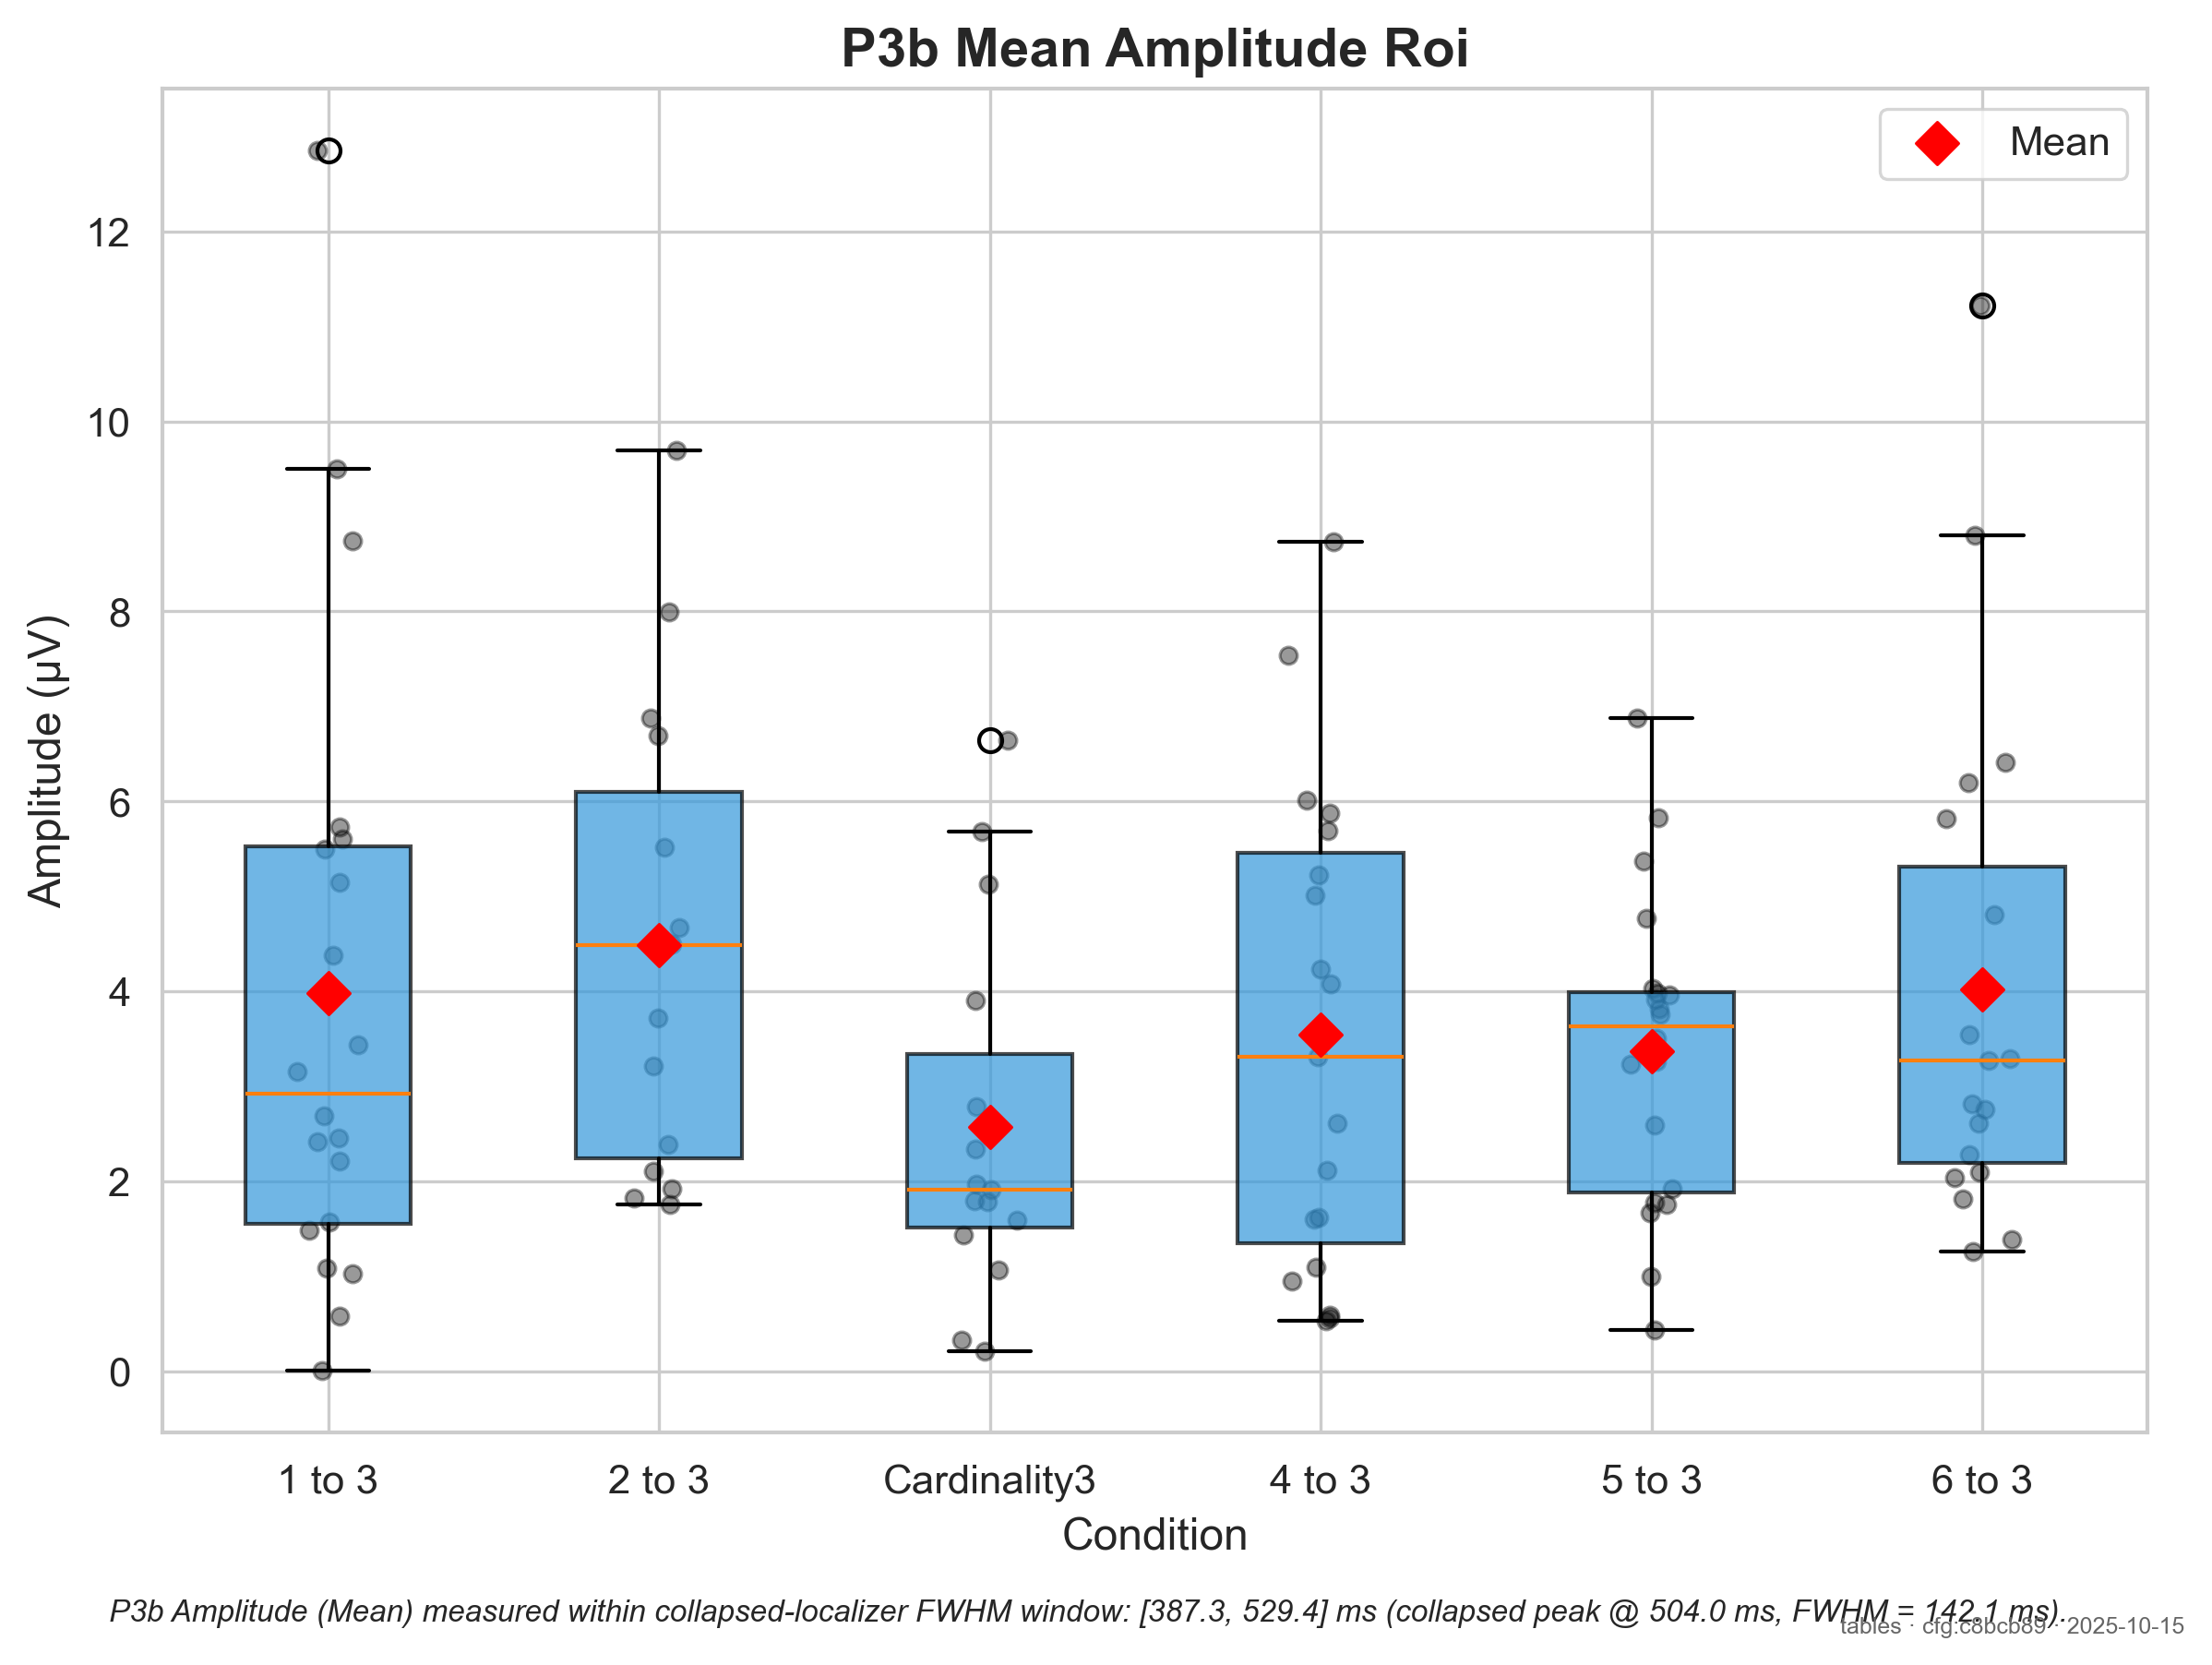 P3b Mean Amplitude Roi
Mean
12
10
8
6
4
2
0
Amplitude (µV)
1 to 3
2 to 3
Cardinality3
4 to 3
5 to 3
6 to 3
Condition
P3b Amplitude (Mean) measured within collapsed-localizer FWHM window: [387.3, 529.4] ms (collapsed peak @ 504.0 ms, FWHM = 142.1 ms).
tables · cfg:c8bcb89 · 2025-10-15